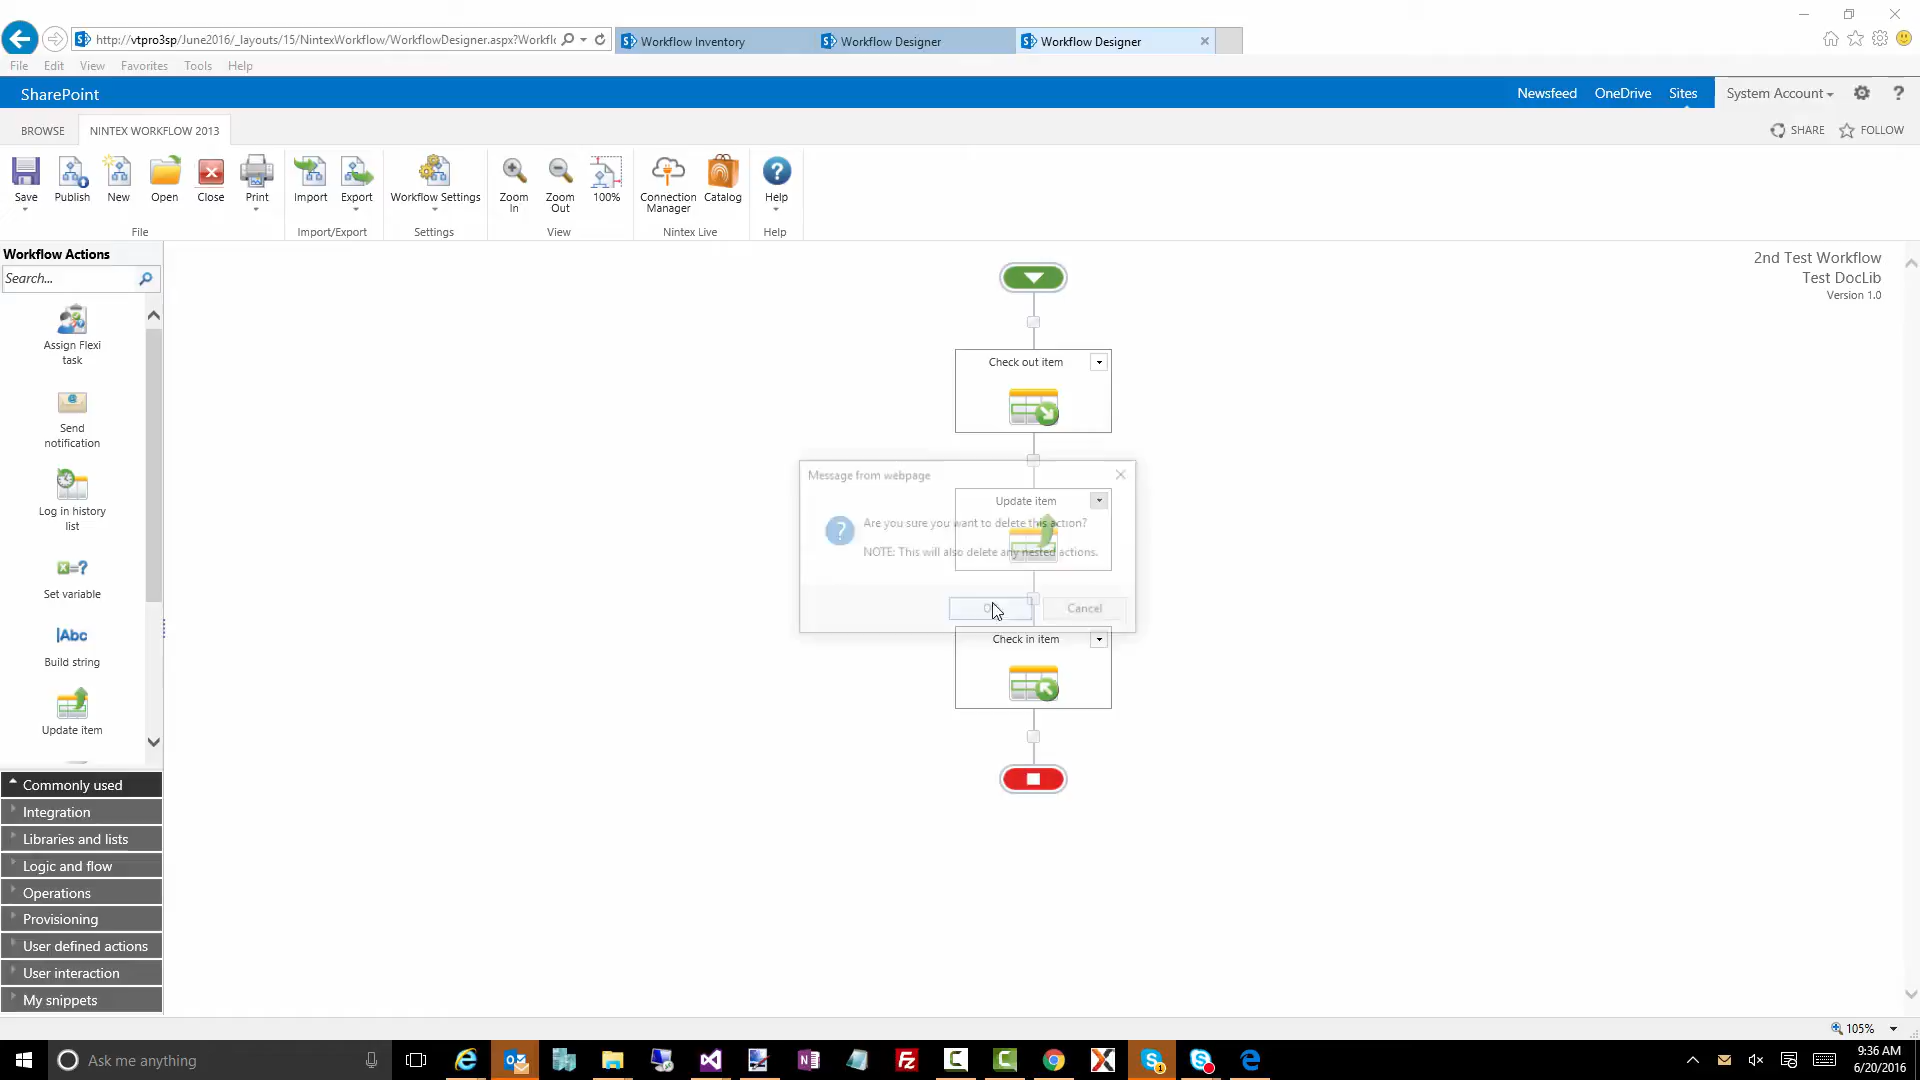 http://vtpro3sp/June2016/_layouts/15/NintexWorkflow/WorkflowDesigner.aspx?Workfl
Workflow Inventory
Workflow Designer
Workflow Designer
File Edit View Favorites Tools Help
SharePoint
Newsfeed OneDrive Sites System Account
BROWSE NINTEX WORKFLOW 2013
SHARE FOLLOW
Save Publish New Open Close Print Import Export Workflow Settings Zoom In Zoom Out 100% Connection Manager Catalog Help
File Import/Export Settings View Nintex Live Help
Workflow Actions
Search...
Assign Flexi
task
Send
notification
Log in history
list
Set variable
|Abc
Build string
Update item
Commonly used
Integration
Libraries and lists
Logic and flow
Operations
Provisioning
User defined actions
User interaction
My snippets
2nd Test Workflow
Test DocLib
Version 1.0
Check out item
Message from webpage
Update item
Are you sure you want to delete this action?
NOTE: This will also delete any nested actions.
Cancel
Check in item
105%
Ask me anything
9:36 AM
6/20/2016